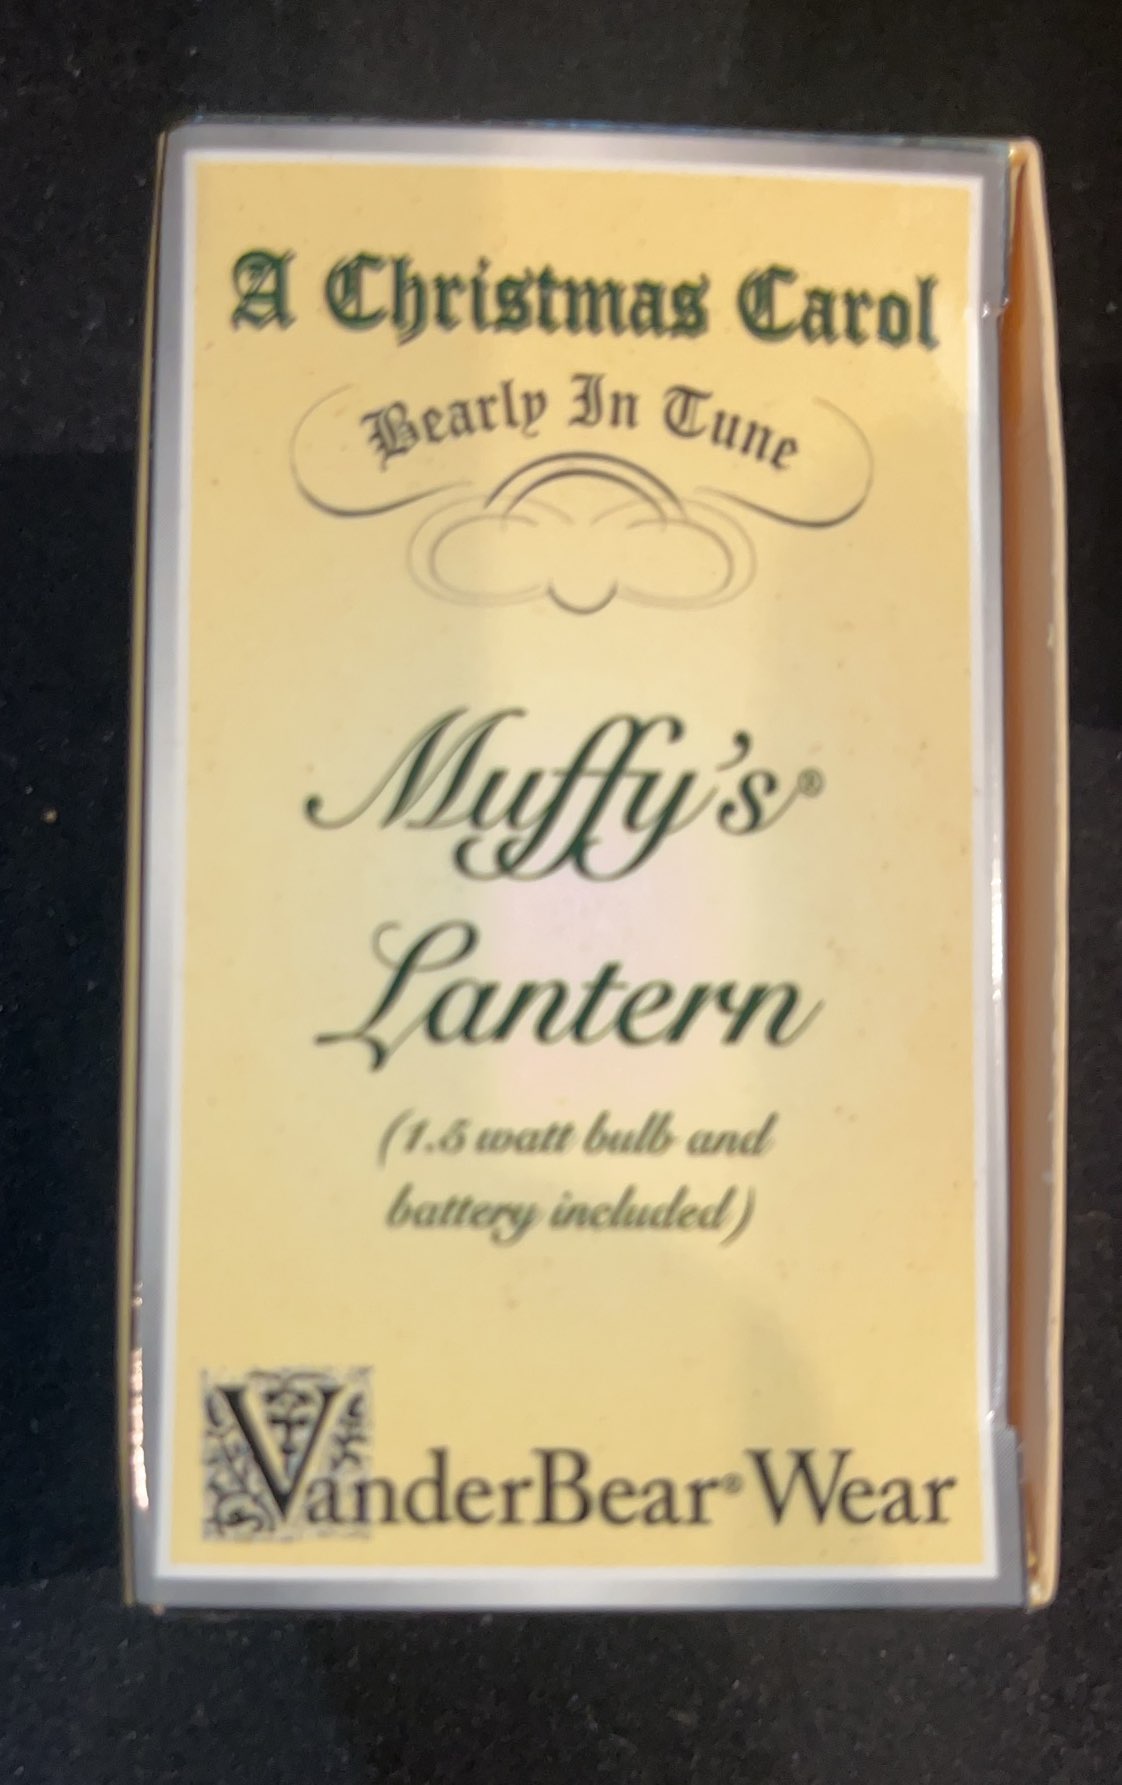 A Christmas Carol
Bearly In Tune
Muffy's®
Lantern
(1.5 watt bulb and
battery included)
VanderBear® Wear